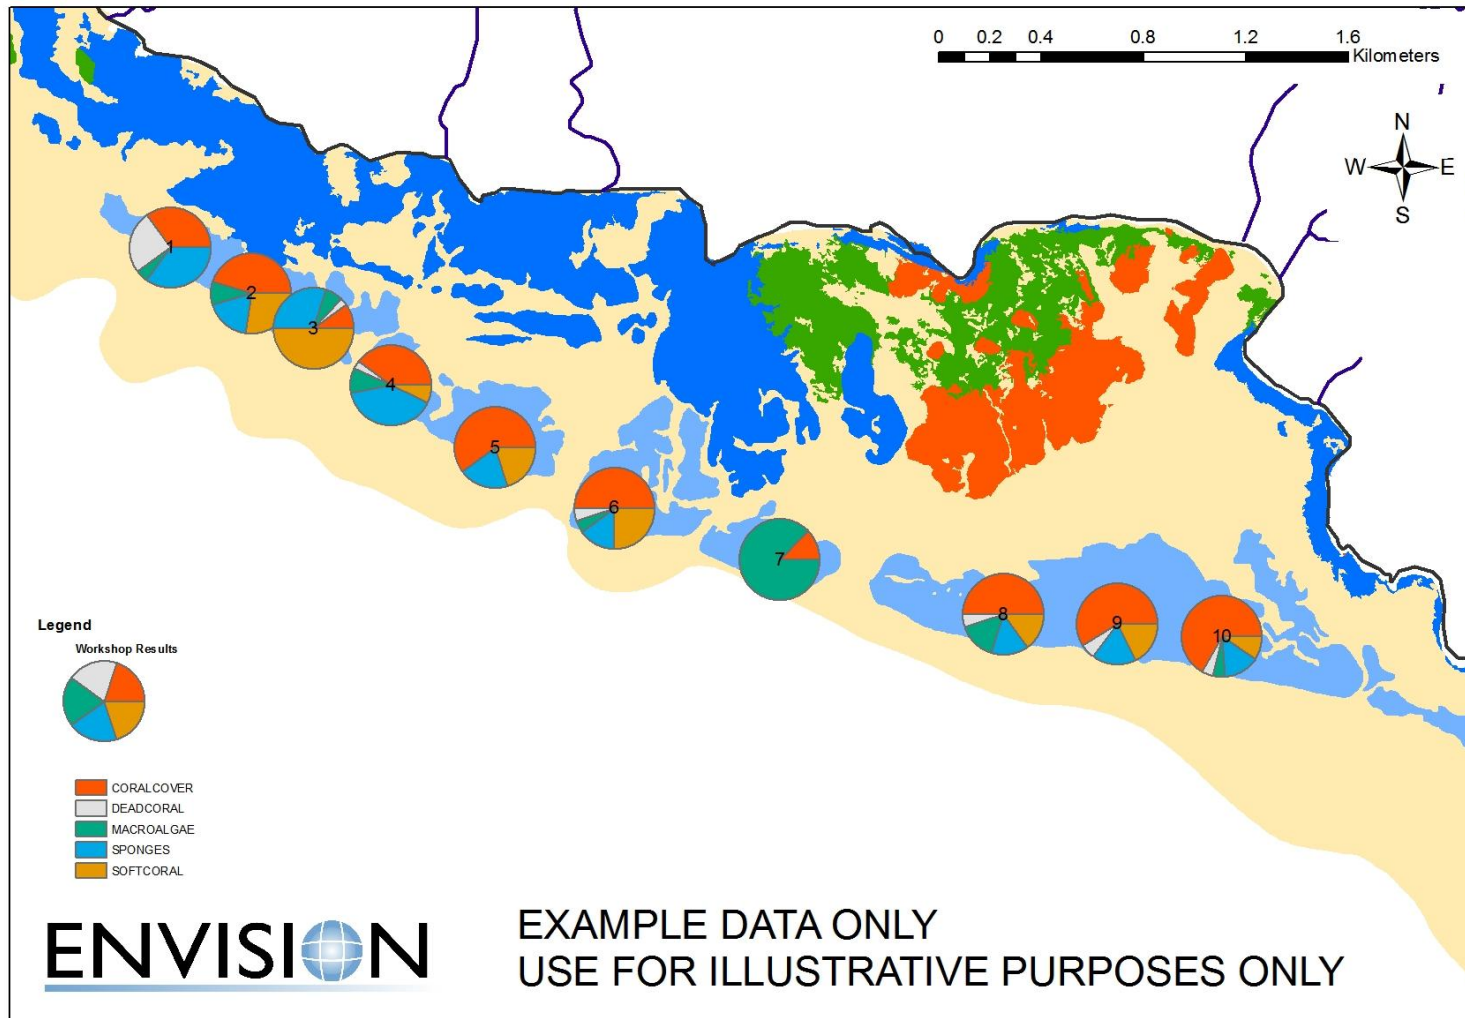 0 0.2 0.4 0.8 1.2 1.6
Kilometers
N
W E
S
1
2
3
4
5
6
7
8
9
10
Legend
Workshop Results
CORALCOVER
DEADCORAL
MACROALGAE
SPONGES
SOFTCORAL
ENVISION
EXAMPLE DATA ONLY
USE FOR ILLUSTRATIVE PURPOSES ONLY